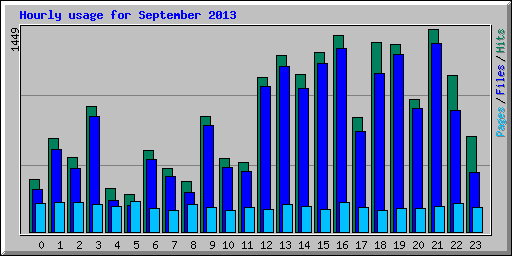 Hourly usage for September 2013
1449
Pages / Files / Hits
0 1 2 3 4 5 6 7 8 9 10 11 12 13 14 15 16 17 18 19 20 21 22 23